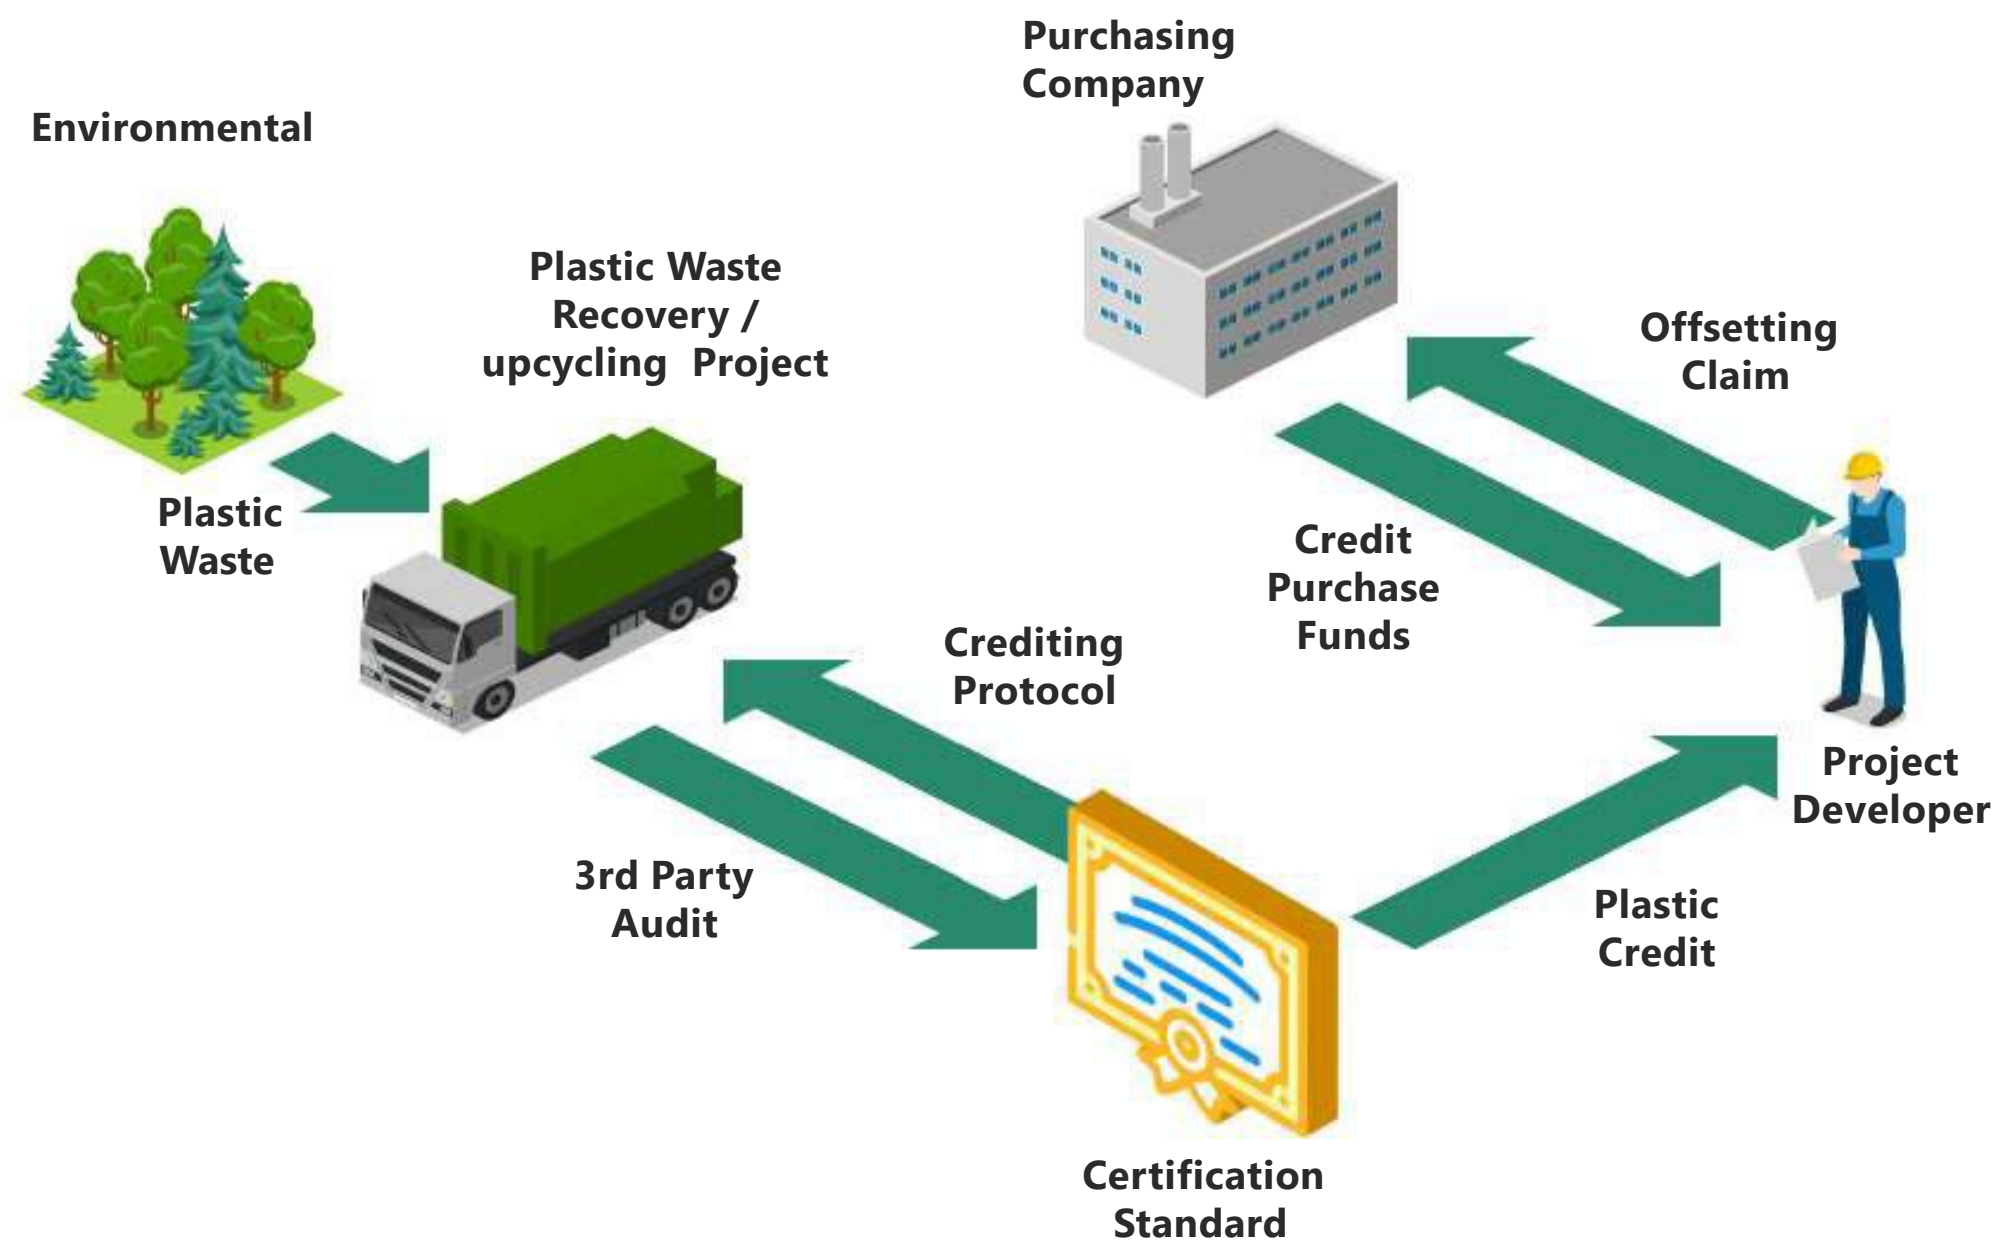 Purchasing
Company
Environmental
Plastic Waste
Recovery /
upcycling  Project
Offsetting
Claim
Plastic
Waste
Credit
Purchase
Funds
Crediting
Protocol
Project
Developer
3rd Party
Audit
Plastic
Credit
Certification
Standard